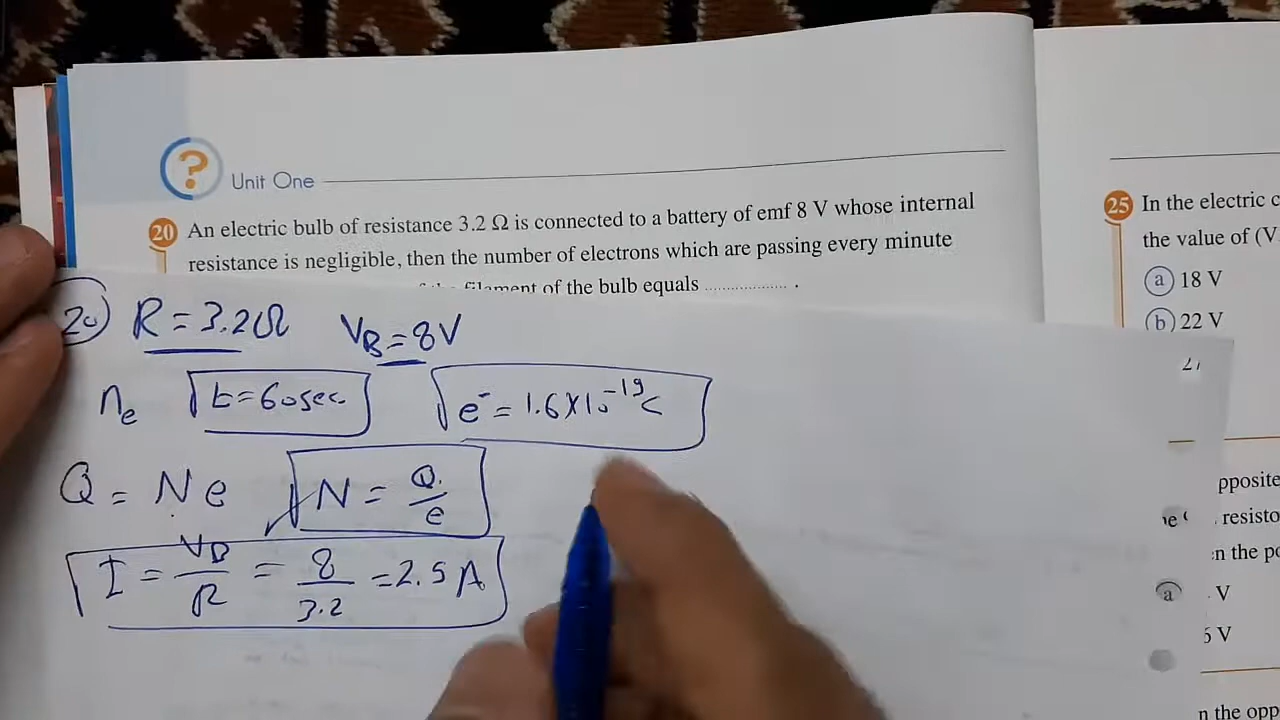 Unit One
20 An electric bulb of resistance 3.2 Ω is connected to a battery of emf 8 V whose internal
resistance is negligible, then the number of electrons which are passing every minute
filament of the bulb equals .................. .
20) R = 3.2Ω V_B = 8V
n_e t = 60 sec e⁻ = 1.6 X 10⁻¹⁹ C
Q = N e N = Q / e
I = V_B / R = 8 / 3.2 = 2.5 A
25 In the electric c
the value of (V
a 18 V
b 22 V
pposite
resisto
n the po
a V
5 V
n the opp